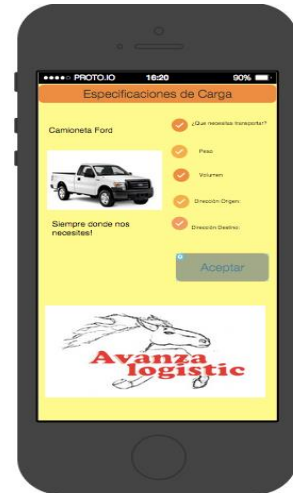 PROTO.IO 16:20 90%
Especificaciones de Carga
Camioneta Ford
Siempre donde nos
necesites!
¿Que necesitas transportar?
Peso
Volumen
Dirección Origen:
Dirección Destino:
Aceptar
Avanza
logistic